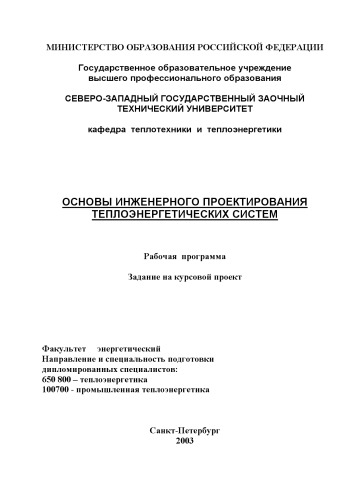 МИНИСТЕРСТВО ОБРАЗОВАНИЯ РОССИЙСКОЙ ФЕДЕРАЦИИ
Государственное образовательное учреждение
высшего профессионального образования
СЕВЕРО-ЗАПАДНЫЙ ГОСУДАРСТВЕННЫЙ ЗАОЧНЫЙ
ТЕХНИЧЕСКИЙ УНИВЕРСИТЕТ
кафедра теплотехники и теплоэнергетики
ОСНОВЫ ИНЖЕНЕРНОГО ПРОЕКТИРОВАНИЯ
ТЕПЛОЭНЕРГЕТИЧЕСКИХ СИСТЕМ
Рабочая программа
Задание на курсовой проект
Факультет энергетический
Направление и специальность подготовки
дипломированных специалистов:
650 800 – теплоэнергетика
100700 - промышленная теплоэнергетика
Санкт-Петербург
2003